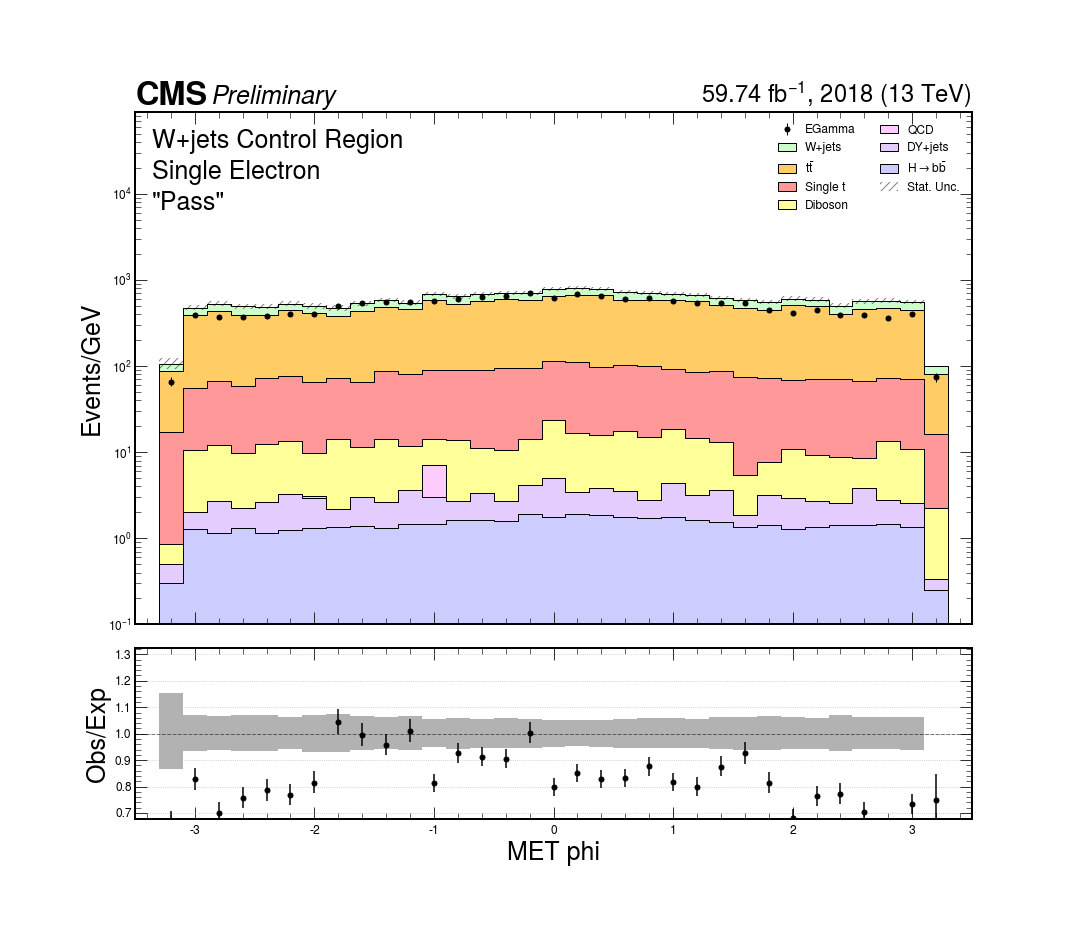 CMS Preliminary
59.74 fb⁻¹, 2018 (13 TeV)
W+jets Control Region
Single Electron
"Pass"
EGamma
W+jets
tt̄
Single t
Diboson
QCD
DY+jets
H→bb̄
Stat. Unc.
Events/GeV
10⁴
10³
10²
10¹
10⁰
10⁻¹
Obs/Exp
1.3
1.2
1.1
1.0
0.9
0.8
0.7
-3 -2 -1 0 1 2 3
MET phi